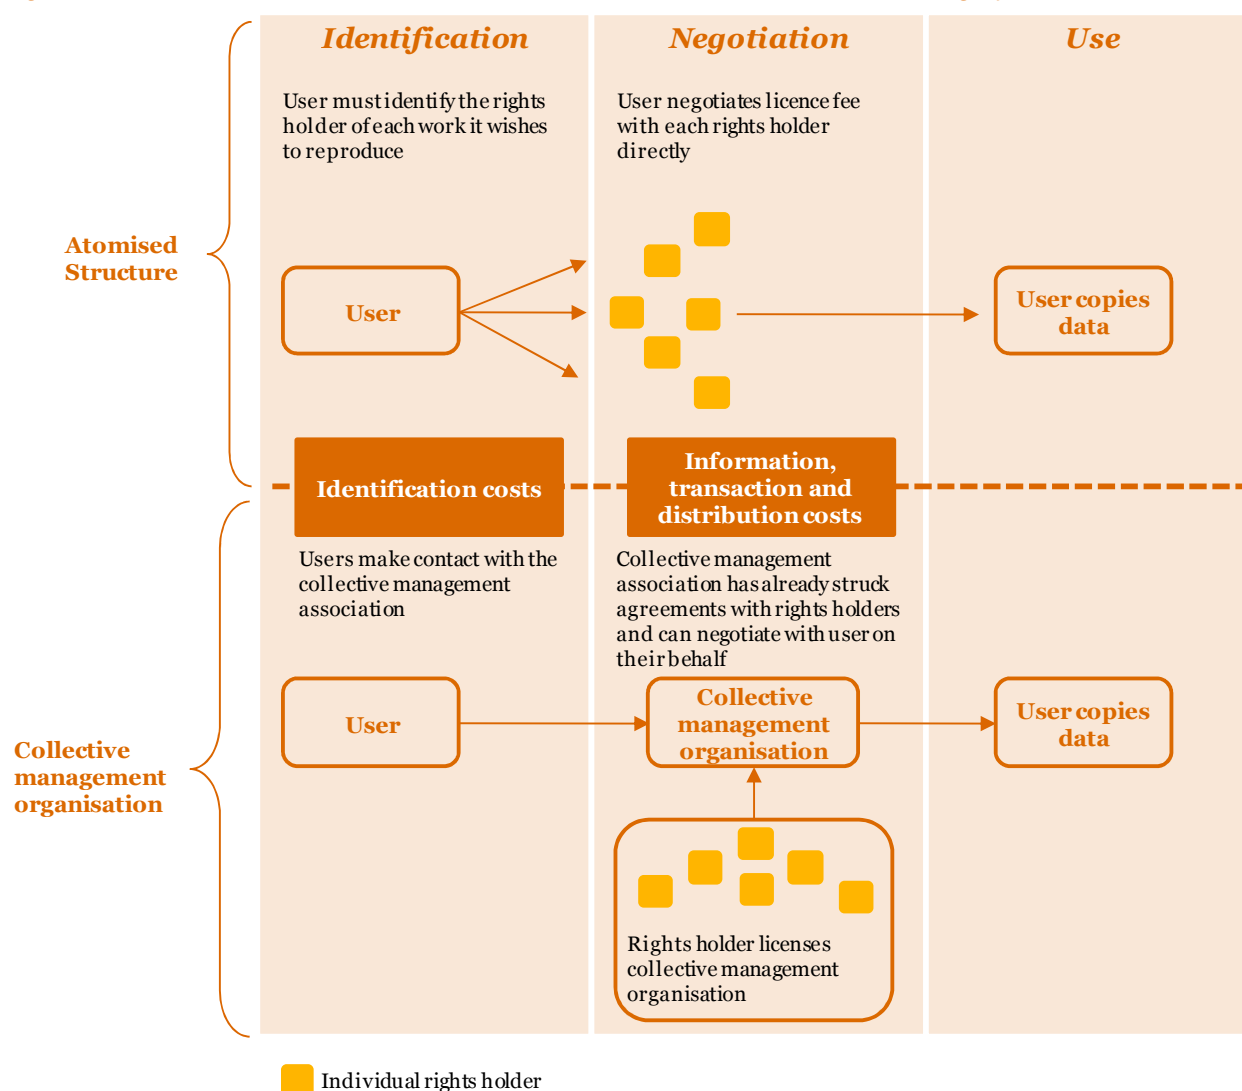 Identification
Negotiation
Use
User must identify the rights
holder of each work it wishes
to reproduce
User negotiates licence fee
with each rights holder
directly
Atomised
Structure
User
User copies
data
Identification costs
Information,
transaction and
distribution costs
Users make contact with the
collective management
association
Collective management
association has already struck
agreements with rights holders
and can negotiate with user on
their behalf
Collective
management
organisation
User
Collective
management
organisation
User copies
data
Rights holder licenses
collective management
organisation
Individual rights holder